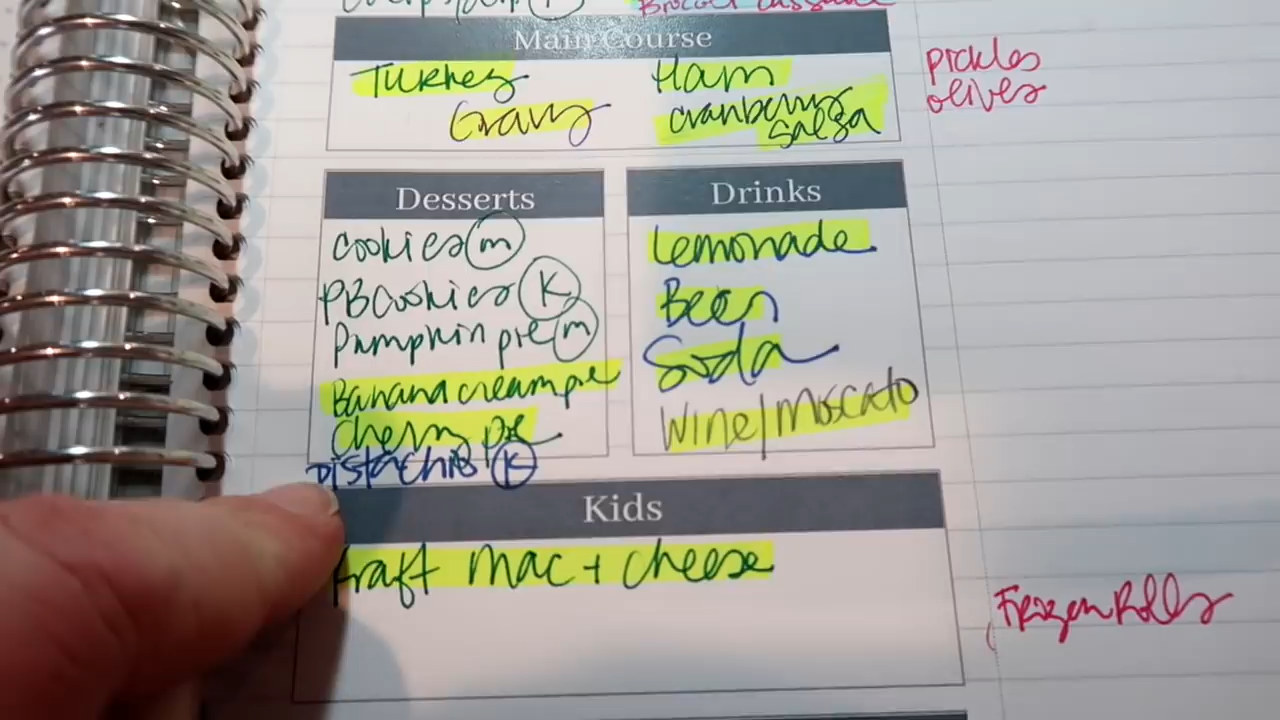 Main Course
Turkey Ham
Gravy cranberry
salsa
pickles
olives
Desserts
cookies m
PB Cookies K
Pumpkin pie m
Banana cream pie
Cherry pie
Pistachio K
Drinks
Lemonade
Beer
Soda
Wine/Moscato
Kids
Kraft Mac + Cheese
Frozen Rolls